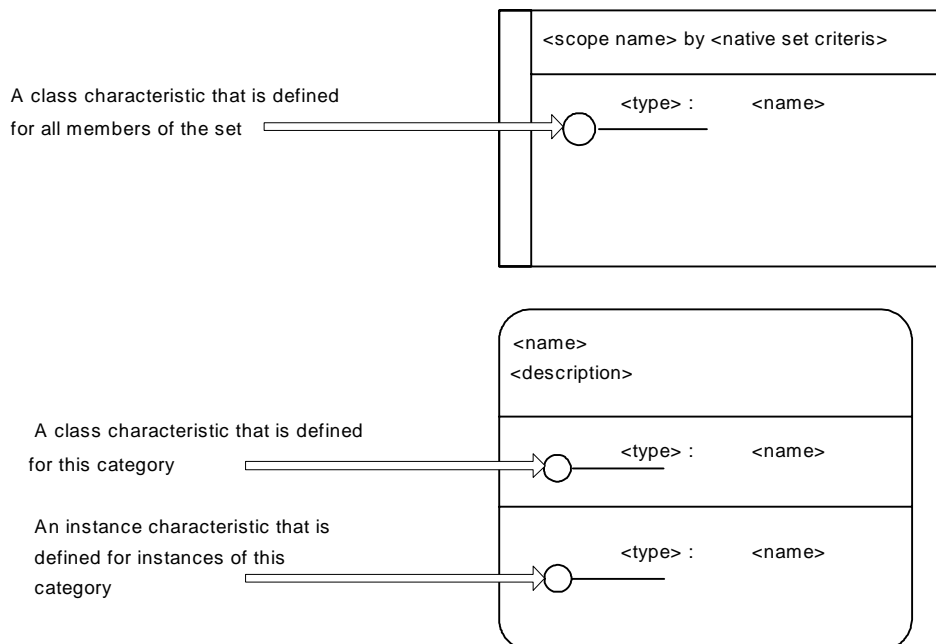 <scope name> by <native set criteris>
A class characteristic that is defined
for all members of the set
<type> : <name>
<name>
<description>
A class characteristic that is defined
for this category
<type> : <name>
An instance characteristic that is
defined for instances of this
category
<type> : <name>